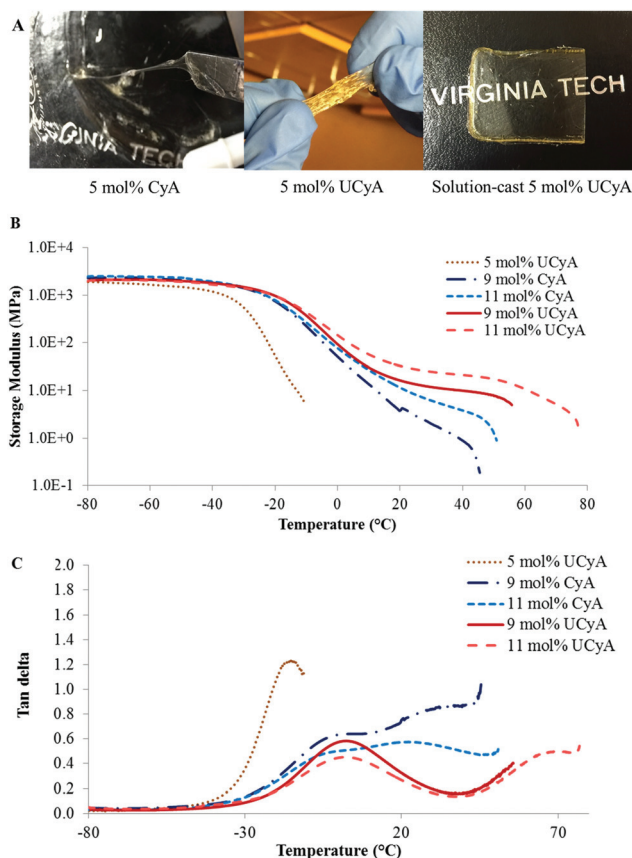 A
VIRGINIA TECH
GINIA TECH
5 mol% CyA
5 mol% UCyA
Solution-cast 5 mol% UCyA
B
1.0E+4
1.0E+3
1.0E+2
1.0E+1
1.0E+0
1.0E-1
Storage Modulus (MPa)
5 mol% UCyA
9 mol% CyA
11 mol% CyA
9 mol% UCyA
11 mol% UCyA
-80
-60
-40
-20
0
20
40
60
80
Temperature (°C)
C
2.0
1.8
1.6
1.4
1.2
1.0
0.8
0.6
0.4
0.2
0.0
Tan delta
5 mol% UCyA
9 mol% CyA
11 mol% CyA
9 mol% UCyA
11 mol% UCyA
-80
-30
20
70
Temperature (°C)